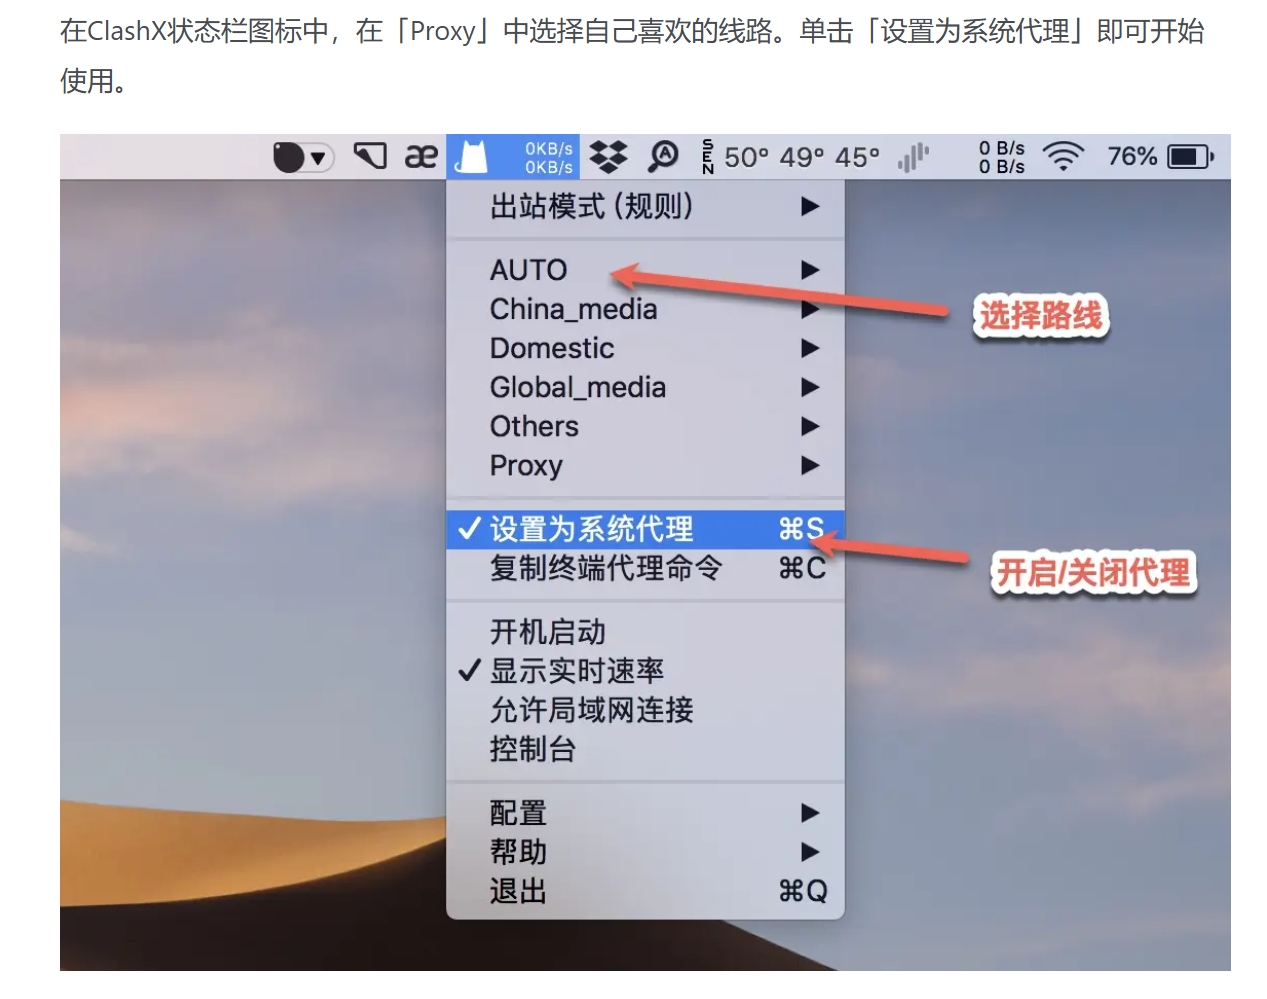 在ClashX状态栏图标中，在「Proxy」中选择自己喜欢的线路。单击「设置为系统代理」即可开始
使用。
æ 0KB/s SEN 50° 49° 45° 0 B/s 76%
0KB/s 0 B/s
出站模式 (规则)
AUTO
选择路线
China_media
Domestic
Global_media
Others
Proxy
✓ 设置为系统代理 ⌘S
开启/关闭代理
复制终端代理命令 ⌘C
开机启动
✓ 显示实时速率
允许局域网连接
控制台
配置
帮助
退出 ⌘Q